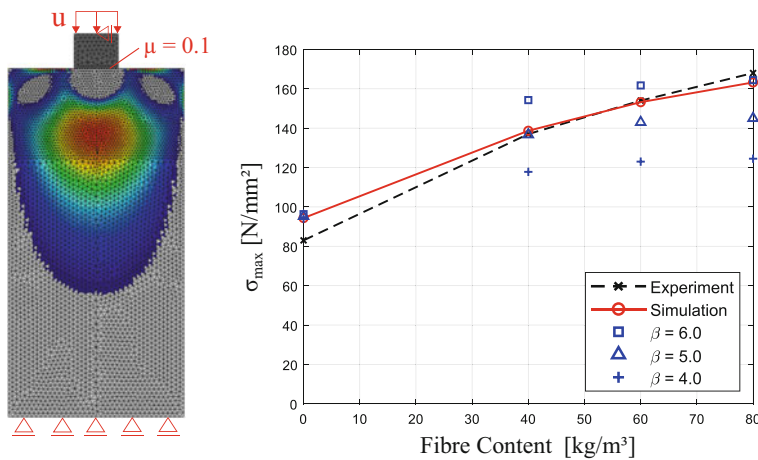 u
μ = 0.1
180
160
140
120
100
80
60
40
20
0
σmax [N/mm²]
0 10 20 30 40 50 60 70 80
Fibre Content [kg/m³]
Experiment
Simulation
β = 6.0
β = 5.0
β = 4.0